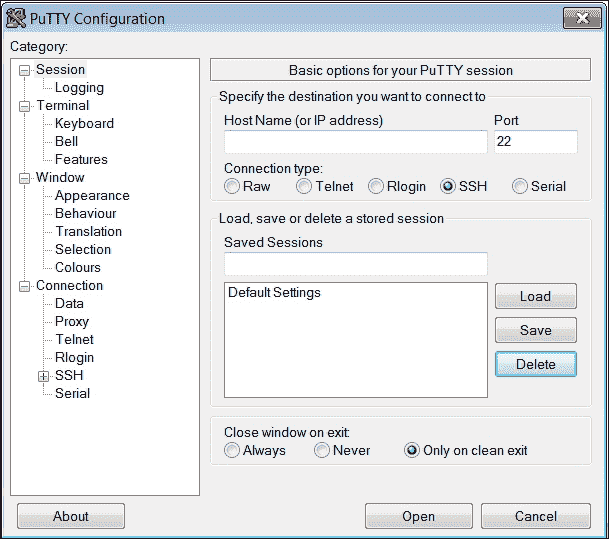 PuTTY Configuration
Category:
Session
Logging
Terminal
Keyboard
Bell
Features
Window
Appearance
Behaviour
Translation
Selection
Colours
Connection
Data
Proxy
Telnet
Rlogin
SSH
Serial
Basic options for your PuTTY session
Specify the destination you want to connect to
Host Name (or IP address) Port
22
Connection type:
Raw Telnet Rlogin SSH Serial
Load, save or delete a stored session
Saved Sessions
Default Settings
Load
Save
Delete
Close window on exit:
Always Never Only on clean exit
About Open Cancel